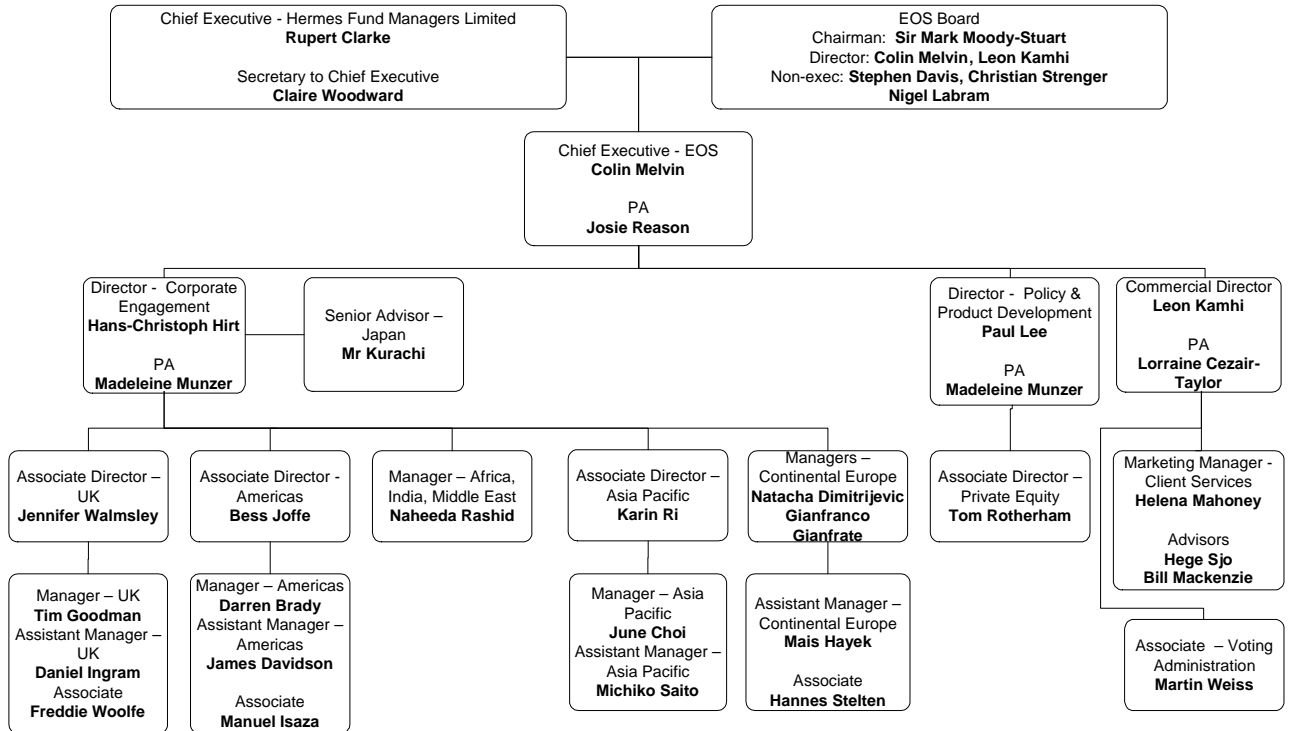 Chief Executive - Hermes Fund Managers Limited
Rupert Clarke
Secretary to Chief Executive
Claire Woodward
EOS Board
Chairman: Sir Mark Moody-Stuart
Director: Colin Melvin, Leon Kamhi
Non-exec: Stephen Davis, Christian Strenger
Nigel Labram
Chief Executive - EOS
Colin Melvin
PA
Josie Reason
Director - Corporate
Engagement
Hans-Christoph Hirt
PA
Madeleine Munzer
Senior Advisor –
Japan
Mr Kurachi
Director - Policy &
Product Development
Paul Lee
PA
Madeleine Munzer
Commercial Director
Leon Kamhi
PA
Lorraine Cezair-
Taylor
Associate Director –
UK
Jennifer Walmsley
Associate Director -
Americas
Bess Joffe
Manager – Africa,
India, Middle East
Naheeda Rashid
Associate Director –
Asia Pacific
Karin Ri
Managers –
Continental Europe
Natacha Dimitrijevic
Gianfranco
Gianfrate
Associate Director –
Private Equity
Tom Rotherham
Marketing Manager -
Client Services
Helena Mahoney
Advisors
Hege Sjo
Bill Mackenzie
Manager – UK
Tim Goodman
Assistant Manager –
UK
Daniel Ingram
Associate
Freddie Woolfe
Manager – Americas
Darren Brady
Assistant Manager –
Americas
James Davidson
Associate
Manuel Isaza
Manager – Asia
Pacific
June Choi
Assistant Manager –
Asia Pacific
Michiko Saito
Assistant Manager –
Continental Europe
Mais Hayek
Associate
Hannes Stelten
Associate – Voting
Administration
Martin Weiss